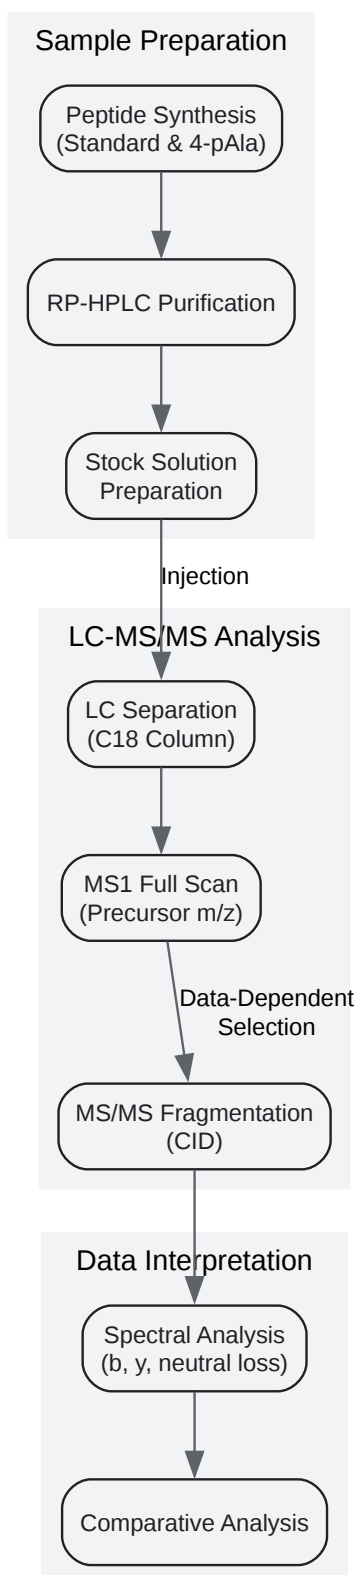 Sample Preparation
Peptide Synthesis
(Standard & 4-pAla)
RP-HPLC Purification
Stock Solution
Preparation
Injection
LC-MS/MS Analysis
LC Separation
(C18 Column)
MS1 Full Scan
(Precursor m/z)
Data-Dependent
Selection
MS/MS Fragmentation
(CID)
Data Interpretation
Spectral Analysis
(b, y, neutral loss)
Comparative Analysis